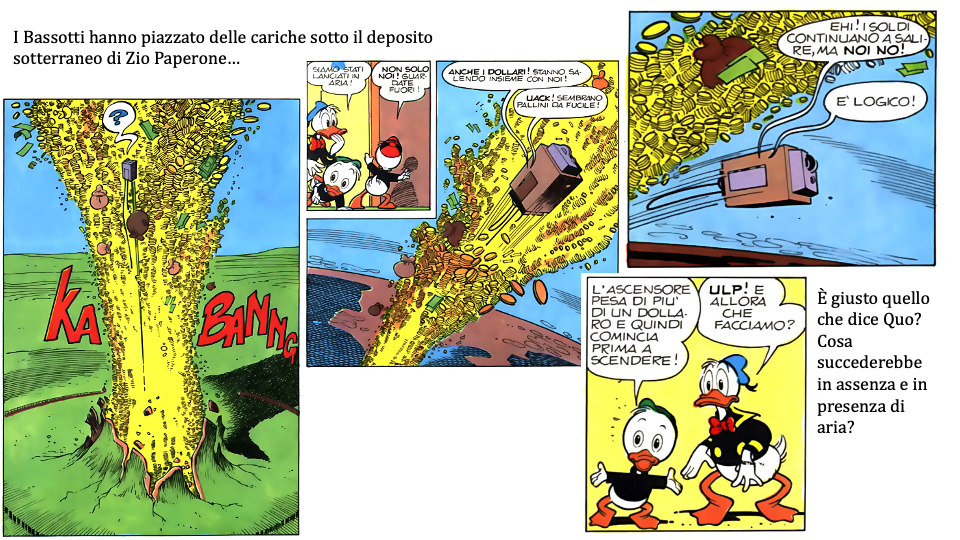 I Bassotti hanno piazzato delle cariche sotto il deposito
sotterraneo di Zio Paperone…
?
KA
BANNG
SIAMO STATI
LANCIATI IN
ARIA!
NON SOLO
NOI! GUAR-
DATE
FUORI!
ANCHE I DOLLARI! STANNO SA-
LENDO INSIEME CON NOI!
UACK! SEMBRANO
PALLINI DA FUCILE!
EHI! I SOLDI
CONTINUANO A SALI-
RE, MA NOI NO!
E' LOGICO!
L'ASCENSORE
PESA DI PIU'
DI UN DOLLA-
RO E QUINDI
COMINCIA
PRIMA A
SCENDERE!
ULP! E
ALLORA
CHE
FACCIAMO?
È giusto quello
che dice Quo?
Cosa
succederebbe
in assenza e in
presenza di
aria?